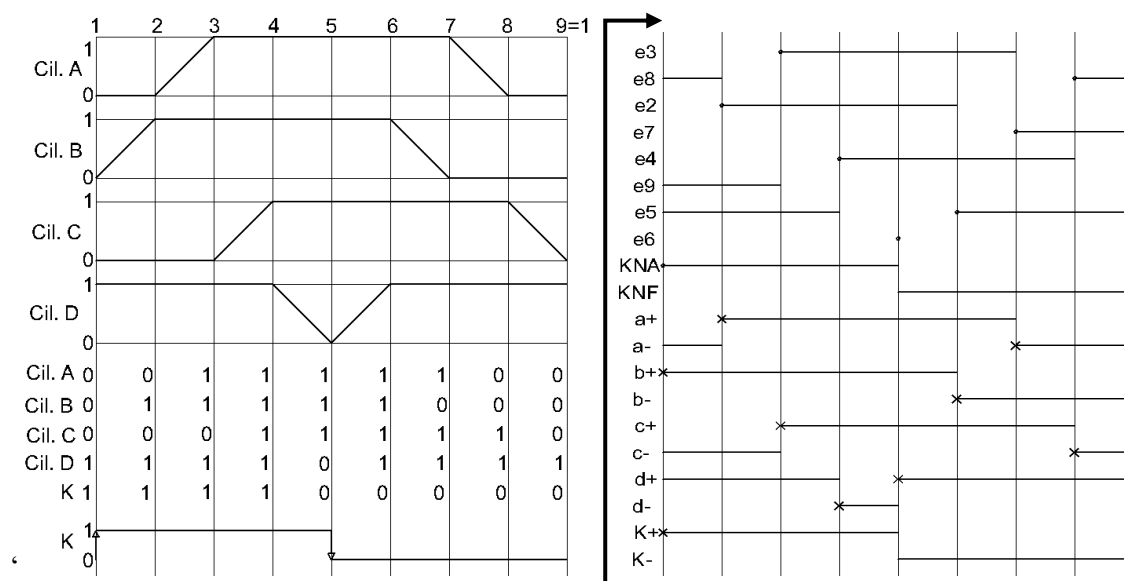 1 2 3 4 5 6 7 8 9=1
1
Cil. A
0
1
Cil. B
0
1
Cil. C
0
1
Cil. D
0
Cil. A 0 0 1 1 1 1 1 0 0
Cil. B 0 1 1 1 1 1 0 0 0
Cil. C 0 0 0 1 1 1 1 1 0
Cil. D 1 1 1 1 0 1 1 1 1
K 1 1 1 1 0 0 0 0 0
1
K
0
e3
e8
e2
e7
e4
e9
e5
e6
KNA
KNF
a+
a-
b+
b-
c+
c-
d+
d-
K+
K-